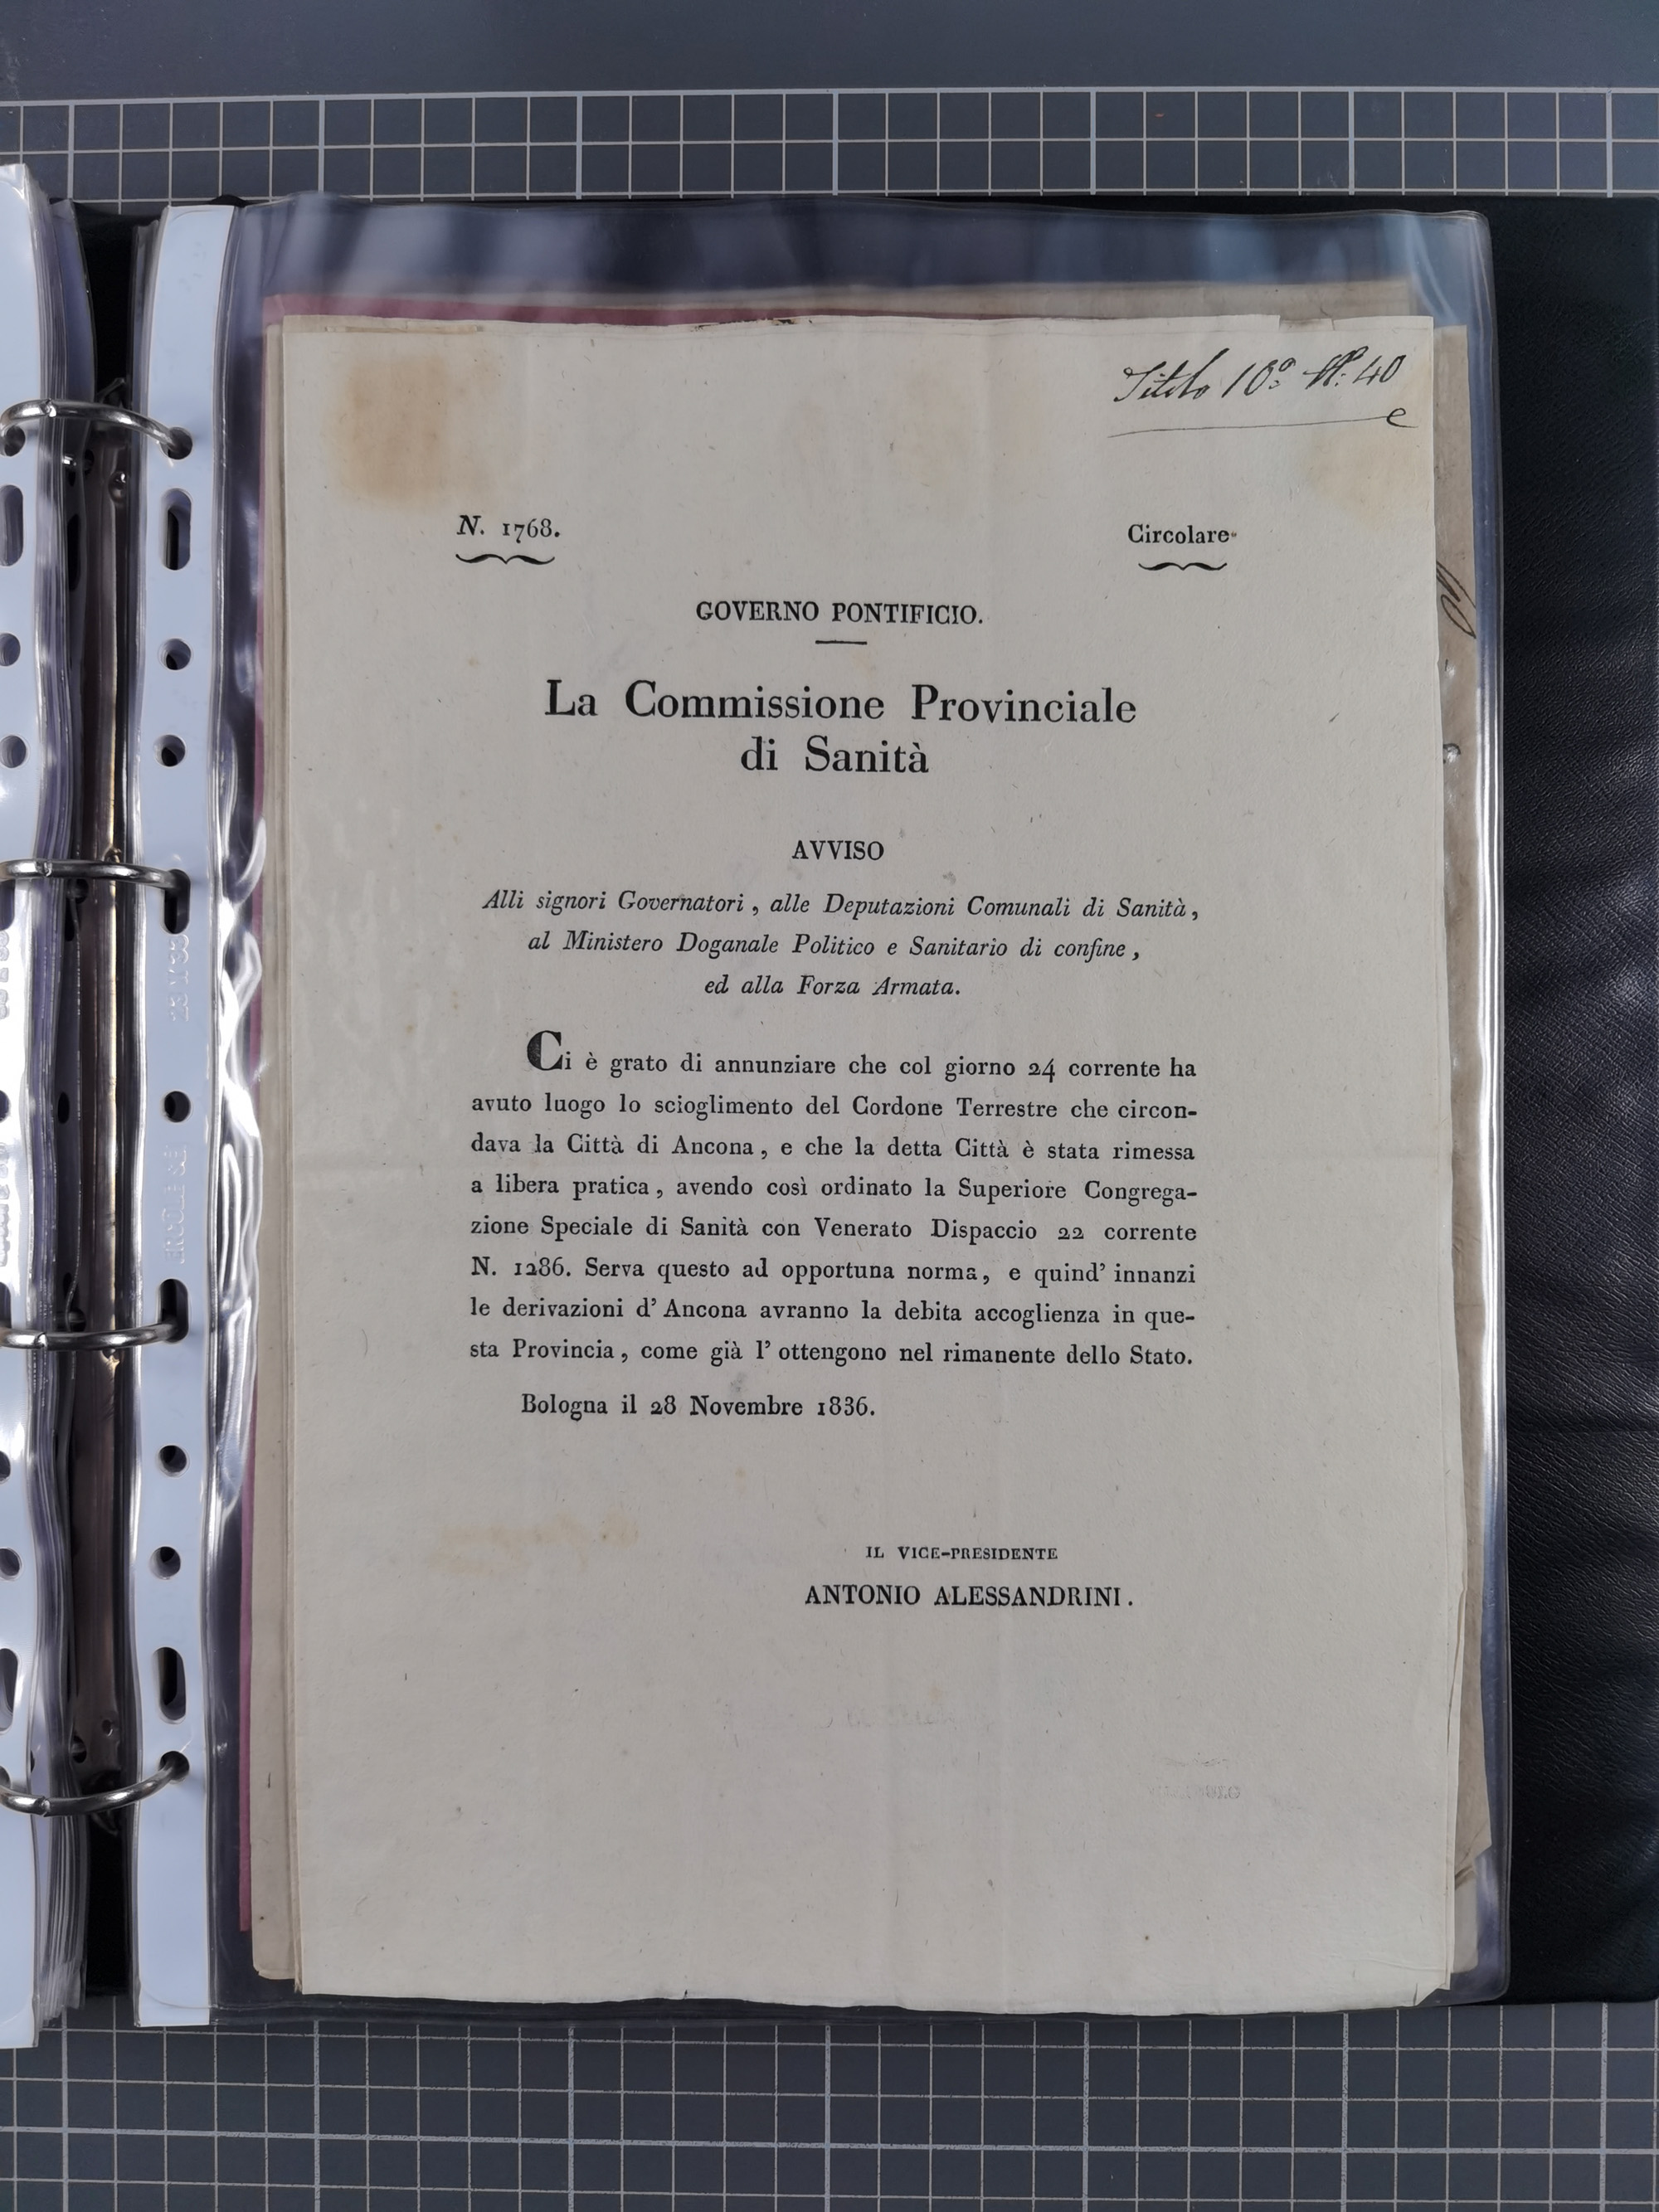 Titolo 10º N: 40
N. 1768.
Circolare
GOVERNO PONTIFICIO.
La Commissione Provinciale
di Sanità
AVVISO
Alli signori Governatori, alle Deputazioni Comunali di Sanità,
al Ministero Doganale Politico e Sanitario di confine,
ed alla Forza Armata.
Ci è grato di annunziare che col giorno 24 corrente ha
avuto luogo lo scioglimento del Cordone Terrestre che circon-
dava la Città di Ancona, e che la detta Città è stata rimessa
a libera pratica, avendo così ordinato la Superiore Congrega-
zione Speciale di Sanità con Venerato Dispaccio 22 corrente
N. 1286. Serva questo ad opportuna norma, e quind' innanzi
le derivazioni d' Ancona avranno la debita accoglienza in que-
sta Provincia, come già l' ottengono nel rimanente dello Stato.
Bologna il 28 Novembre 1836.
IL VICE-PRESIDENTE
ANTONIO ALESSANDRINI.